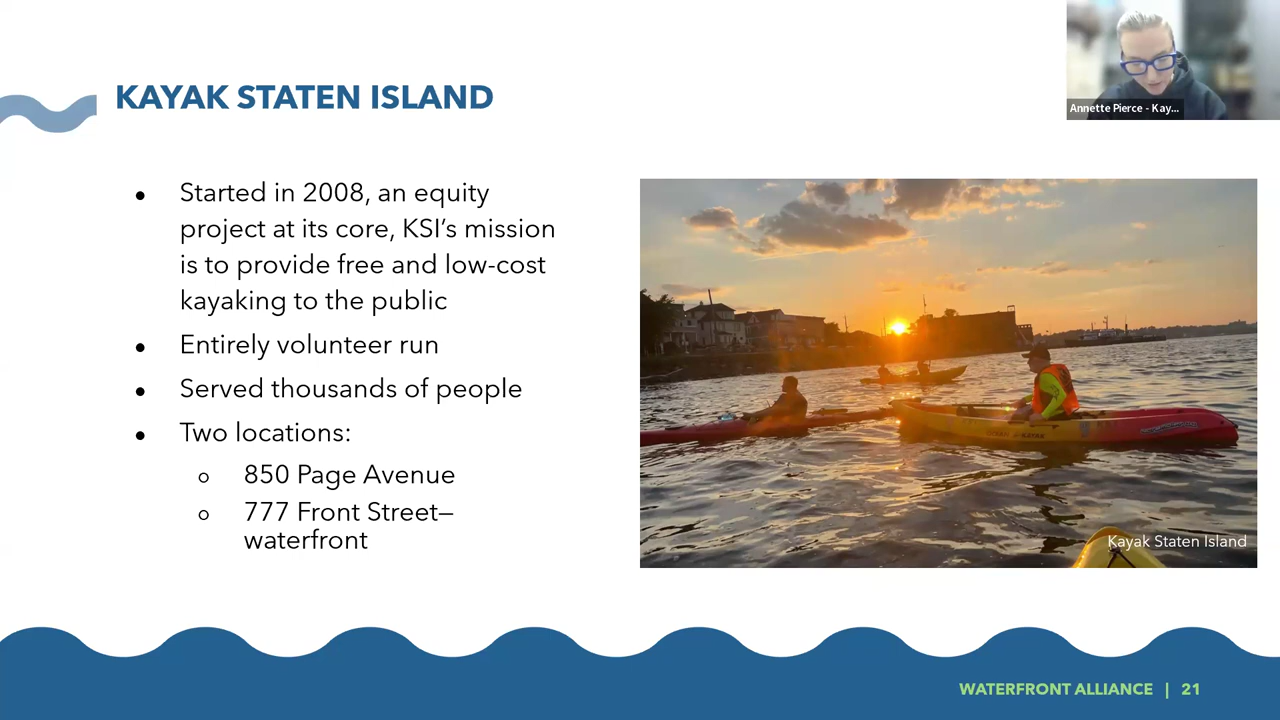 KAYAK STATEN ISLAND
Annette Pierce - Kay...
● Started in 2008, an equity
project at its core, KSI’s mission
is to provide free and low-cost
kayaking to the public
● Entirely volunteer run
● Served thousands of people
● Two locations:
○ 850 Page Avenue
○ 777 Front Street—
waterfront
Kayak Staten Island
WATERFRONT ALLIANCE | 21